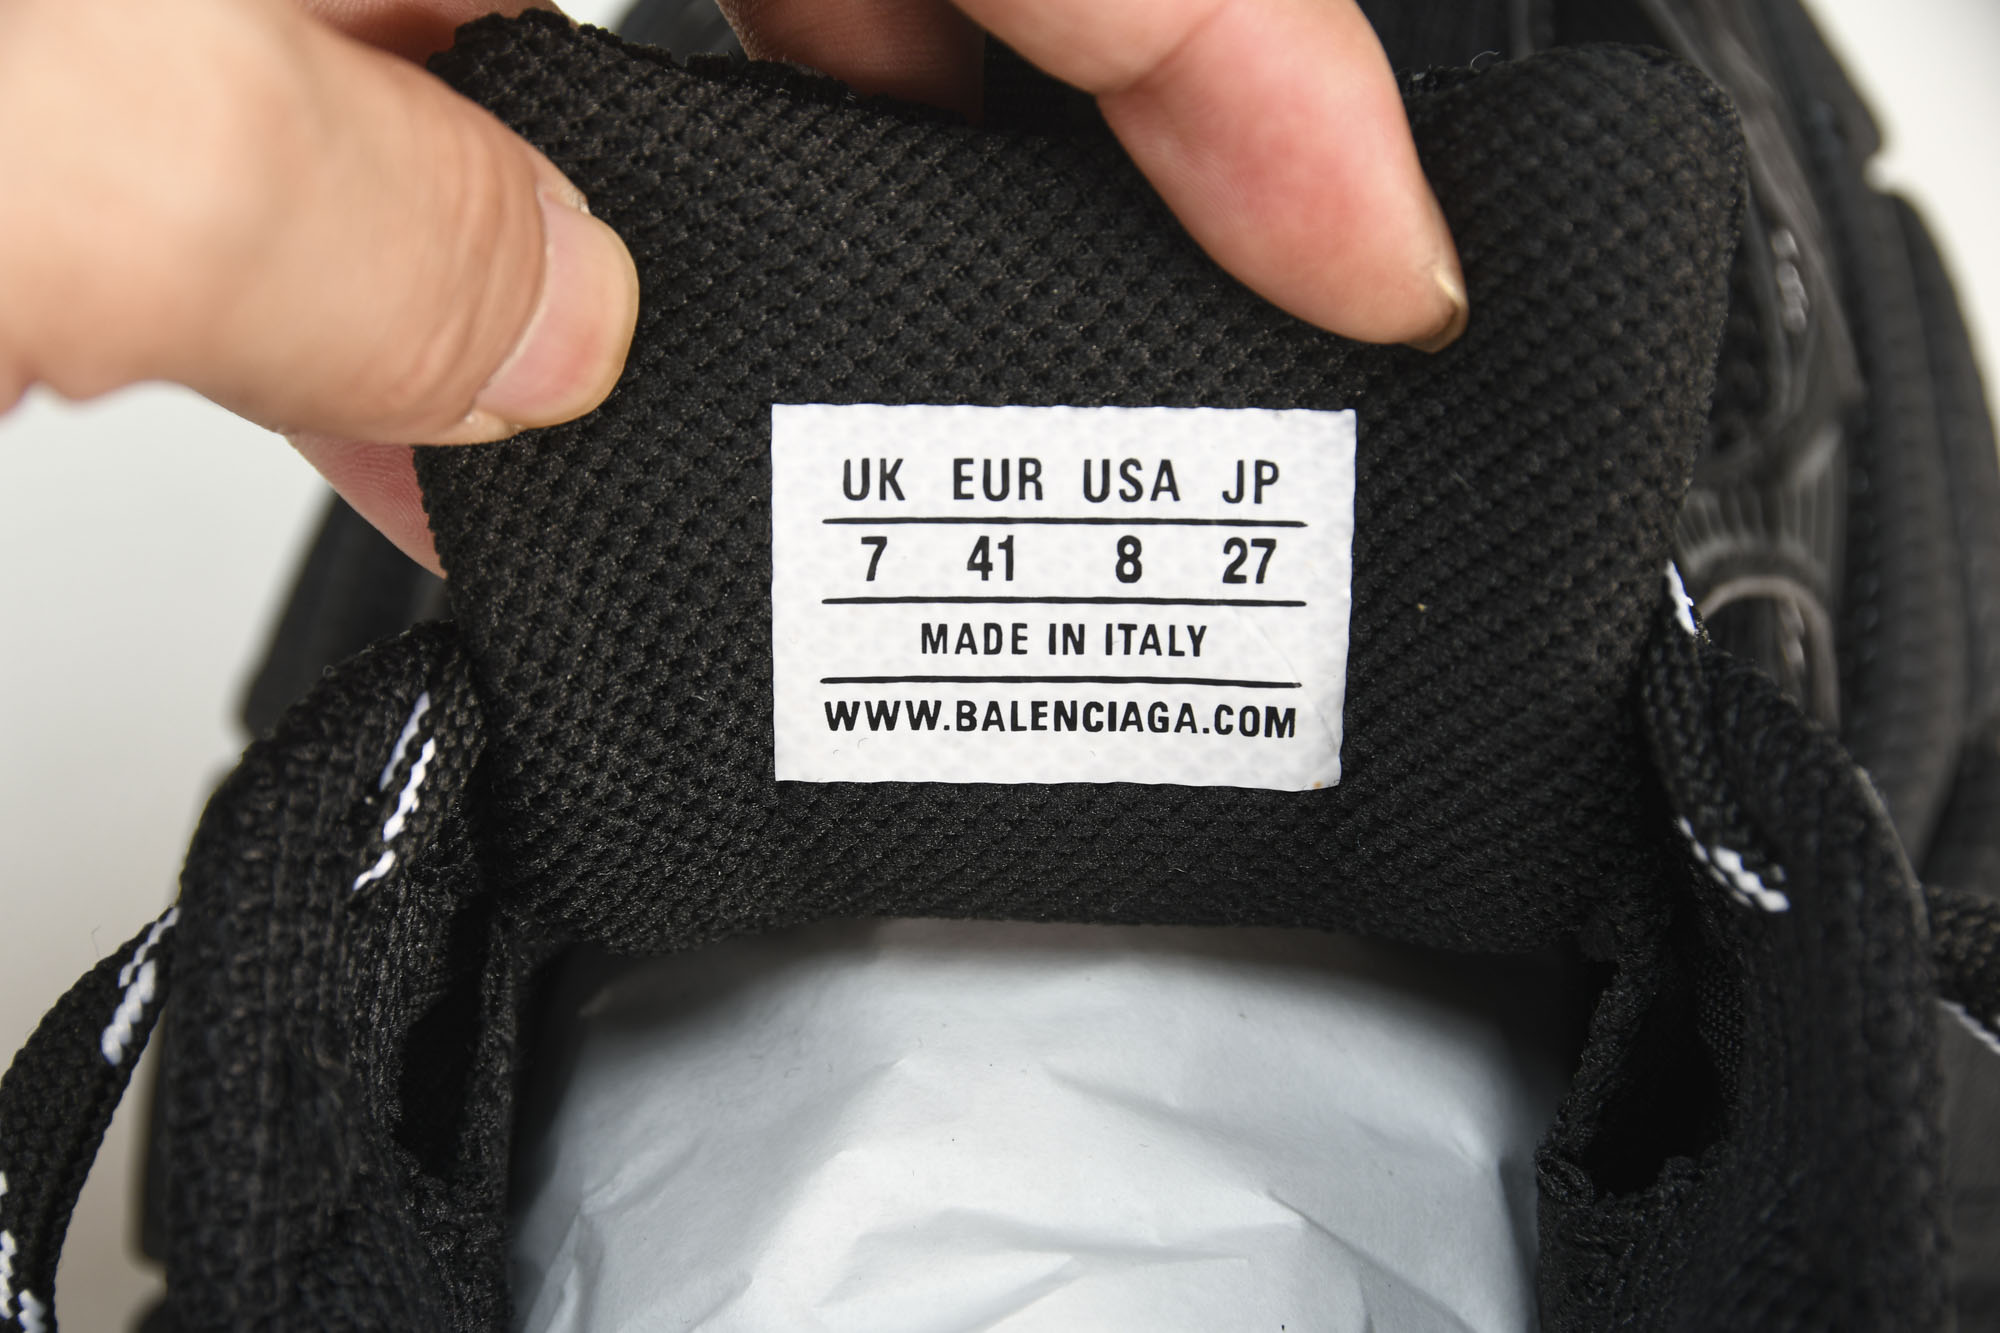 UK EUR USA JP
7 41 8 27
MADE IN ITALY
WWW.BALENCIAGA.COM